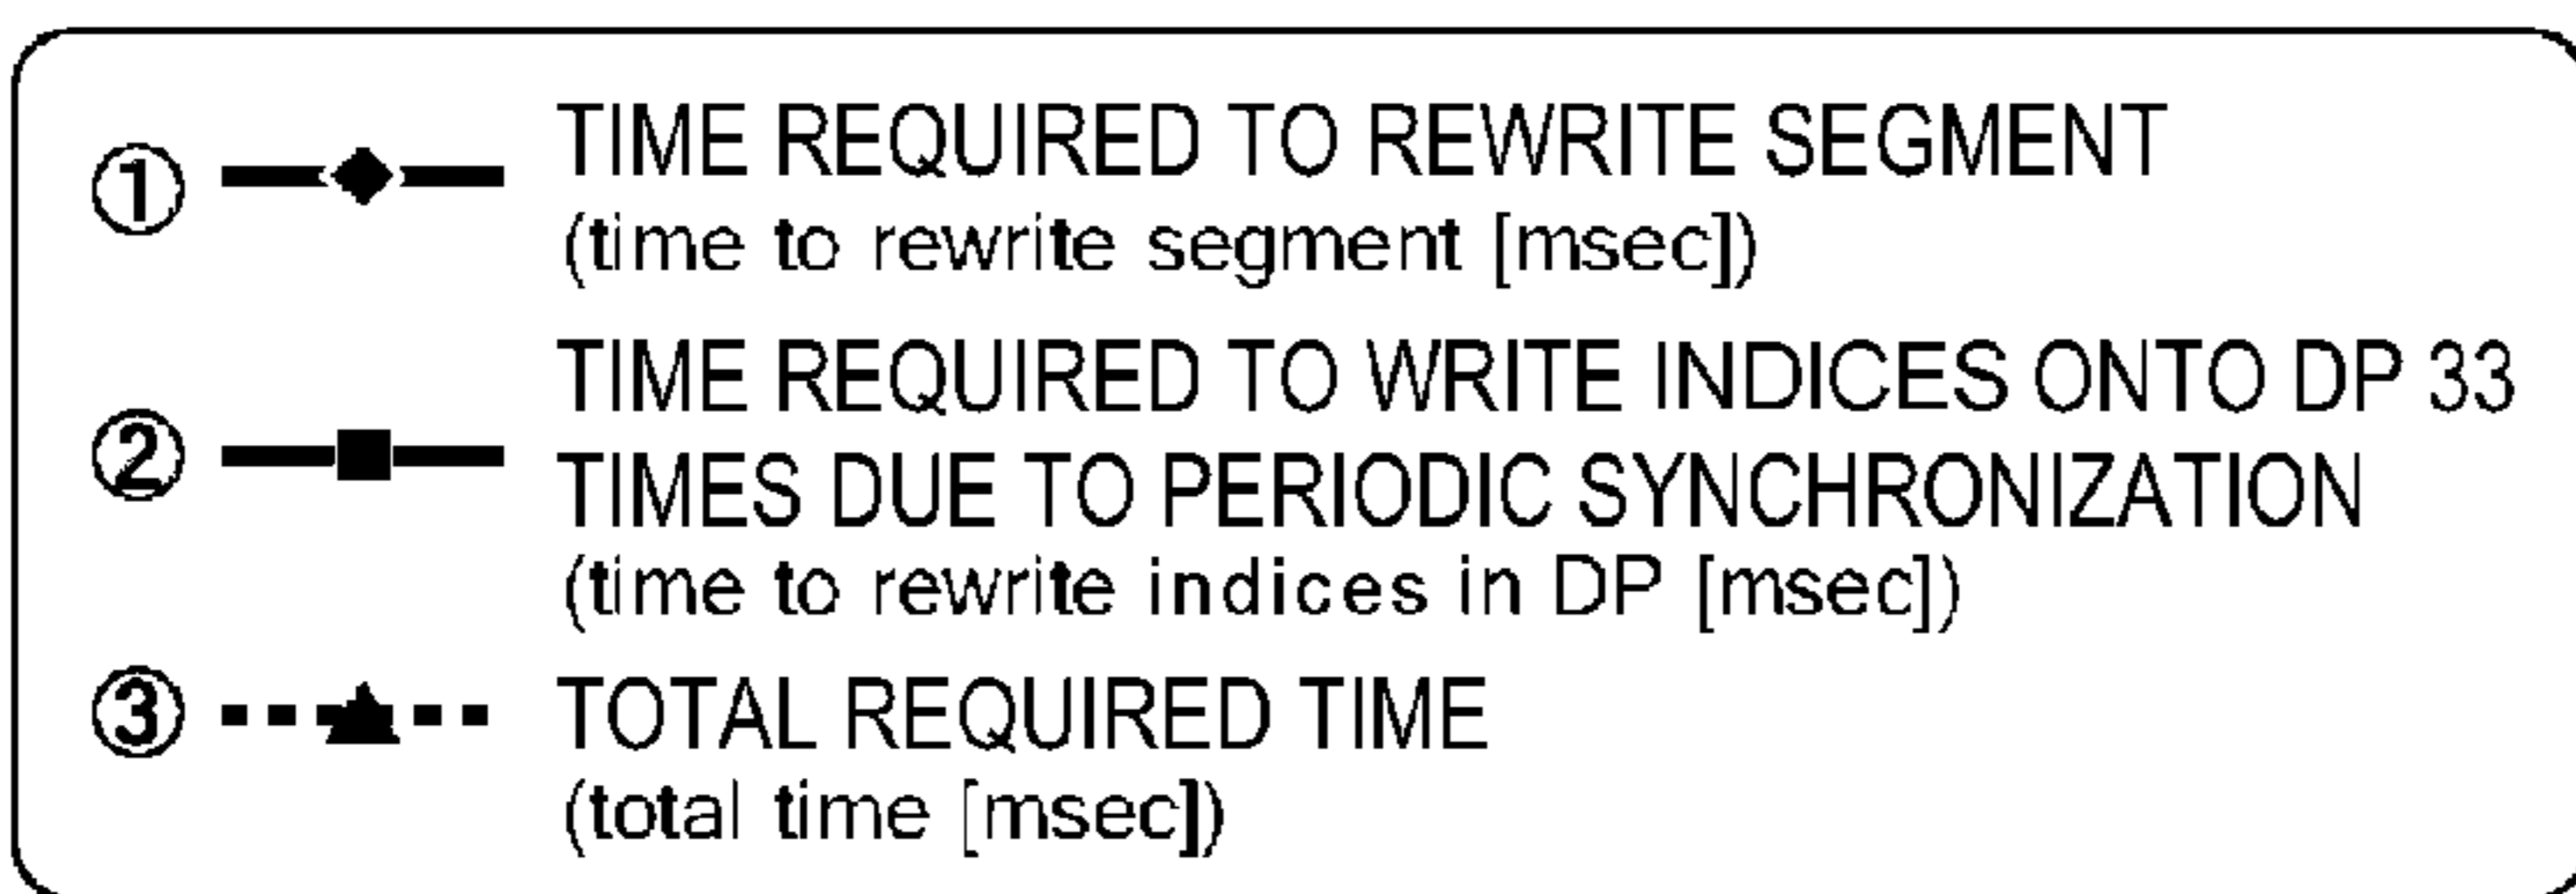 ① TIME REQUIRED TO REWRITE SEGMENT
(time to rewrite segment [msec])
TIME REQUIRED TO WRITE INDICES ONTO DP 33
② TIMES DUE TO PERIODIC SYNCHRONIZATION
(time to rewrite indices in DP [msec])
③ TOTAL REQUIRED TIME
(total time [msec])